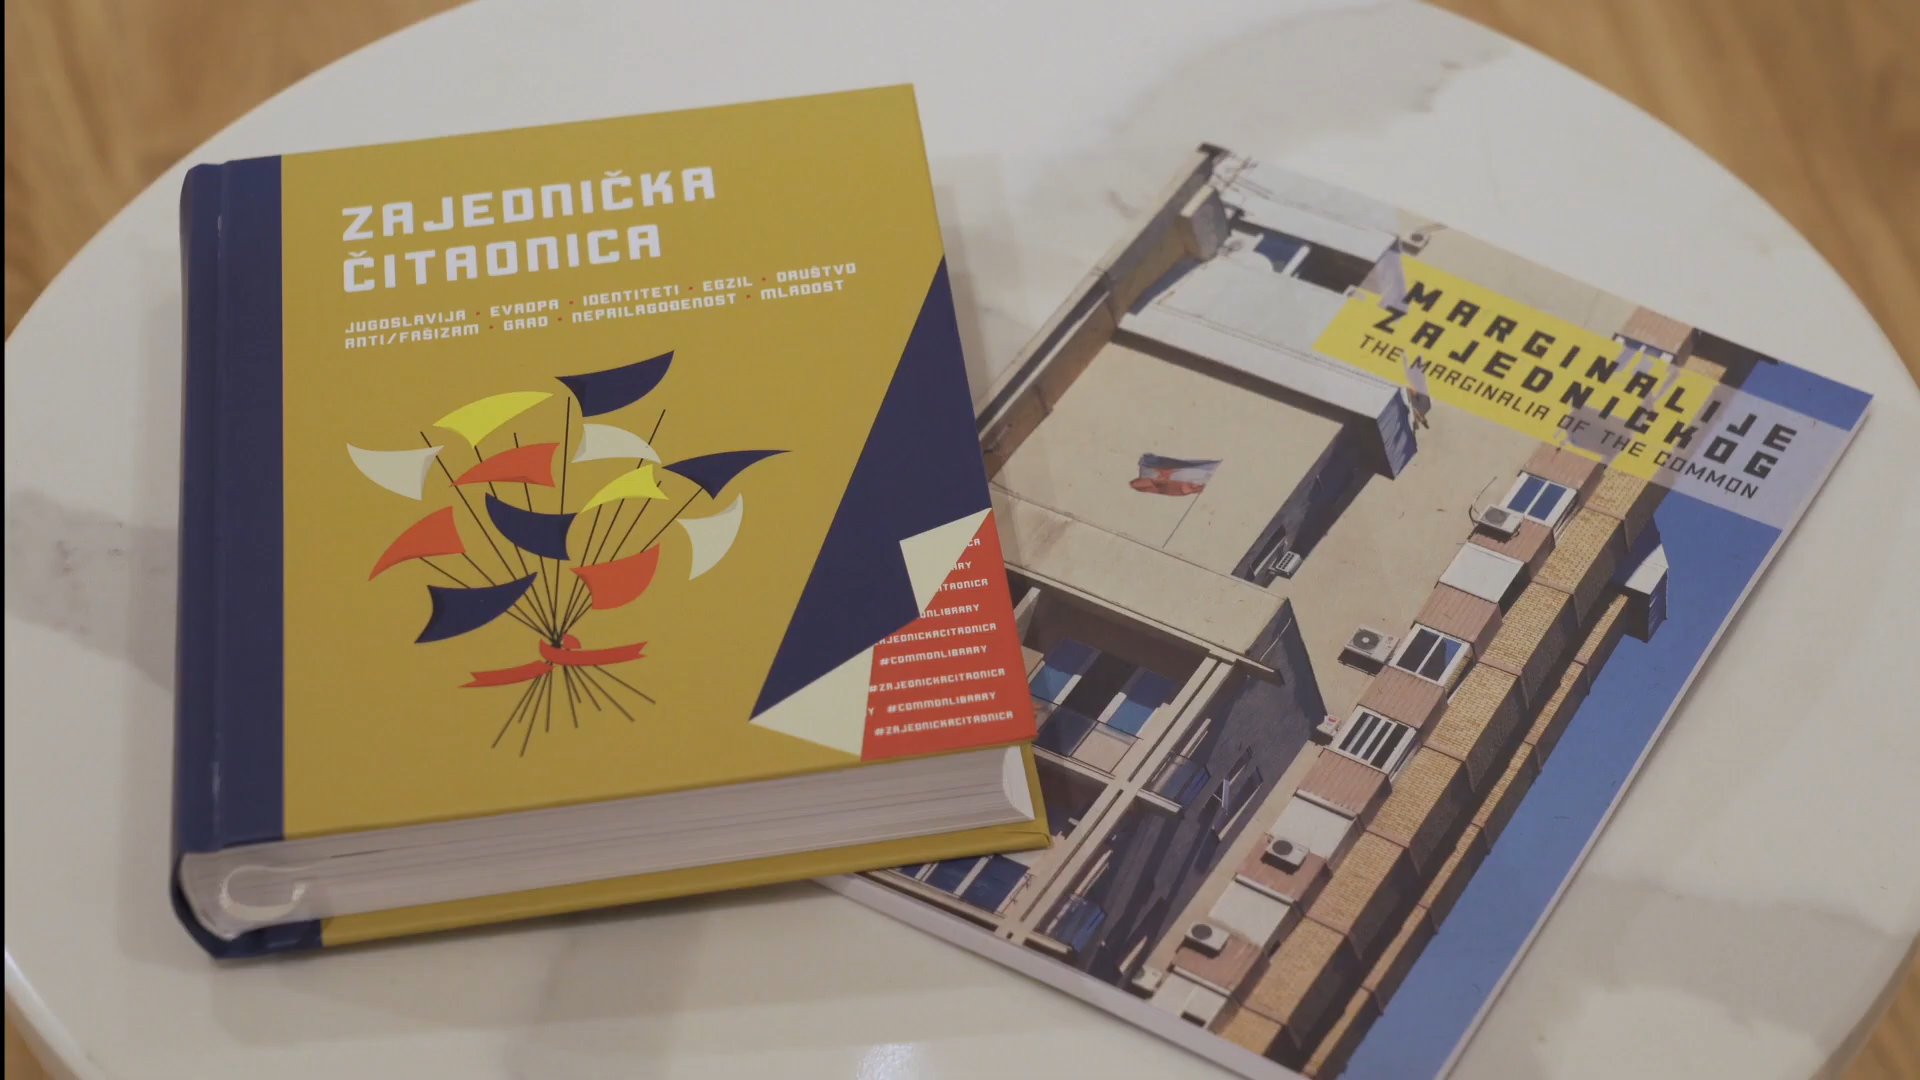 ZAJEDNIČKA
ČITAONICA
JUGOSLAVIJA • EVROPA • IDENTITETI • EGZIL • DRUŠTVO
ANTI/FAŠIZAM • GRAD • NEPRILAGOĐENOST • MLADOST
#COMMONLIBRARY
#ZAJEDNICKACITAONICA
#COMMONLIBRARY
#ZAJEDNICKACITAONICA
MARGINALIJE
ZAJEDNIČKOG
THE MARGINALIA OF THE COMMON